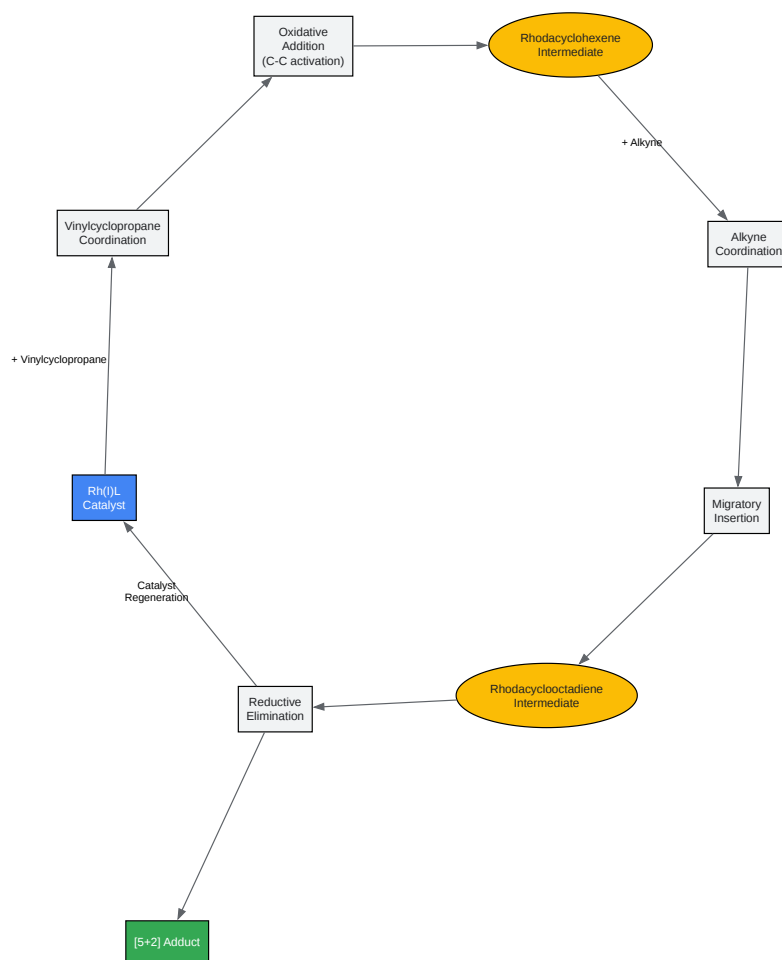 Oxidative
Addition
(C-C activation)
Rhodacyclohexene
Intermediate
+ Alkyne
Vinylcyclopropane
Coordination
Alkyne
Coordination
+ Vinylcyclopropane
Rh(I)L
Catalyst
Migratory
Insertion
Catalyst
Regeneration
Rhodacyclooctadiene
Intermediate
Reductive
Elimination
[5+2] Adduct